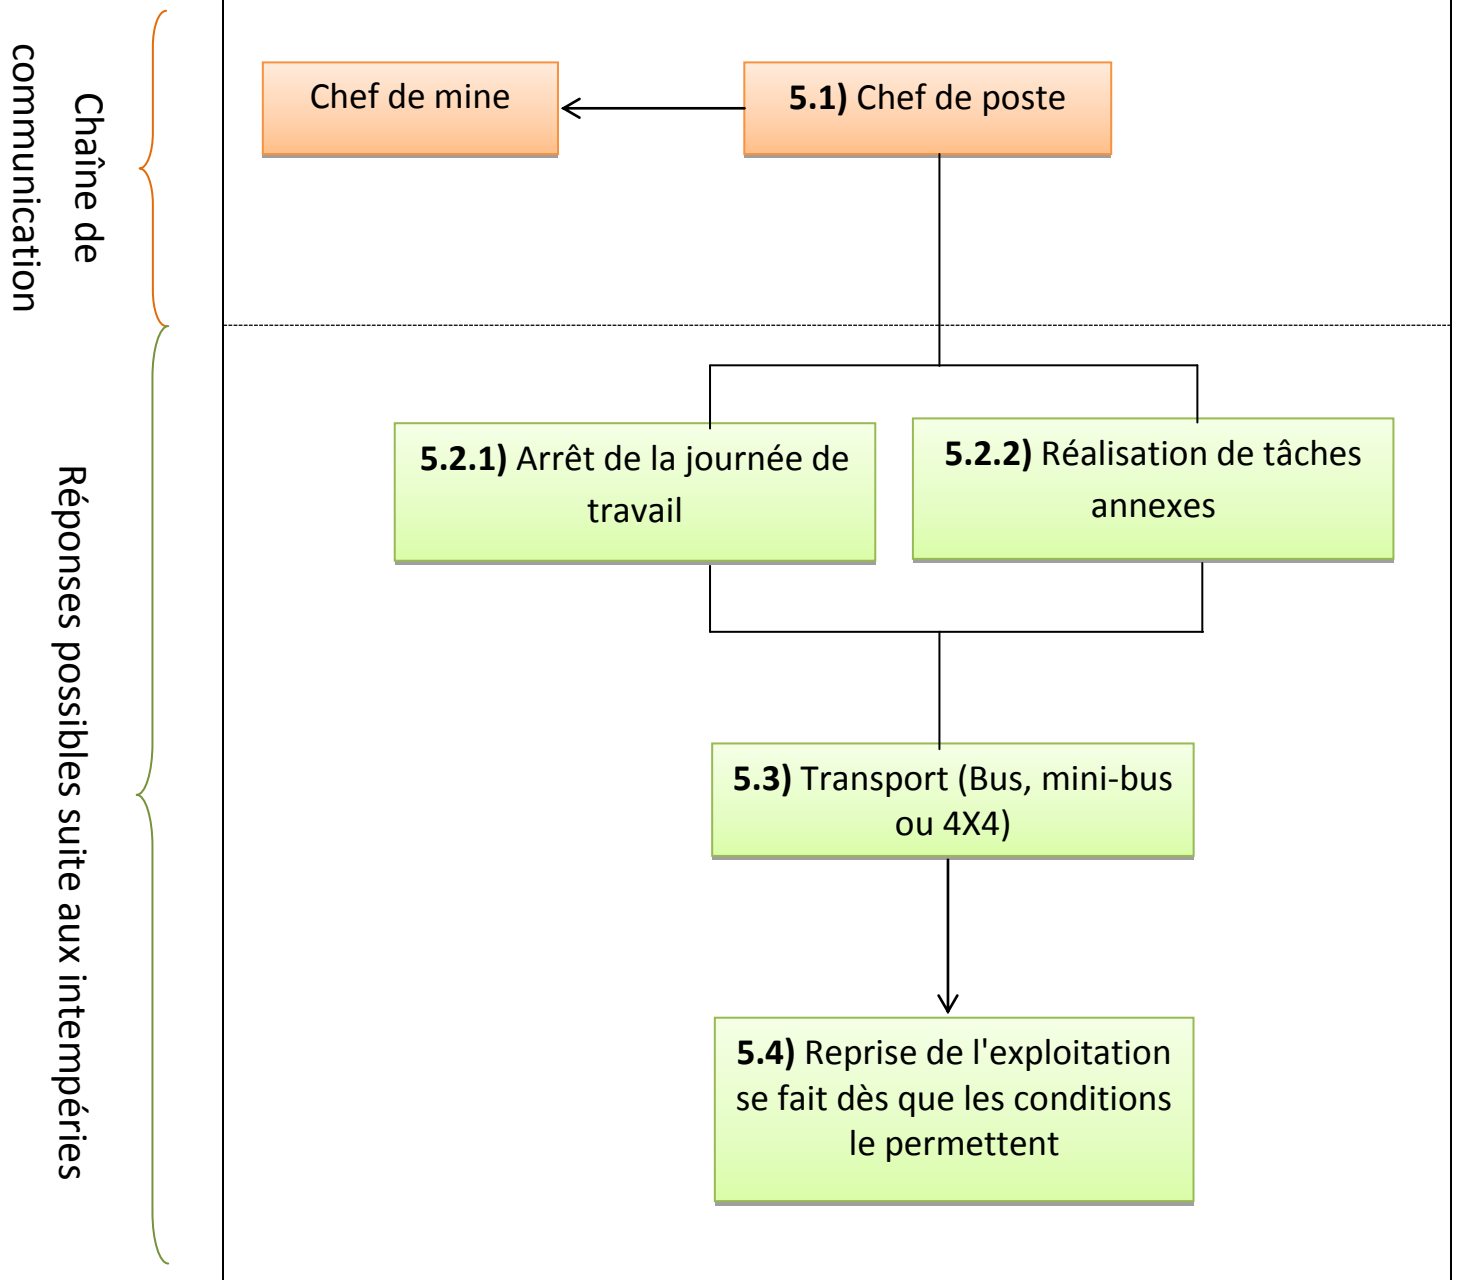 Chaîne de
communication
Chef de mine
5.1) Chef de poste
Réponses possibles suite aux intempéries
5.2.1) Arrêt de la journée de
travail
5.2.2) Réalisation de tâches
annexes
5.3) Transport (Bus, mini-bus
ou 4X4)
5.4) Reprise de l'exploitation
se fait dès que les conditions
le permettent